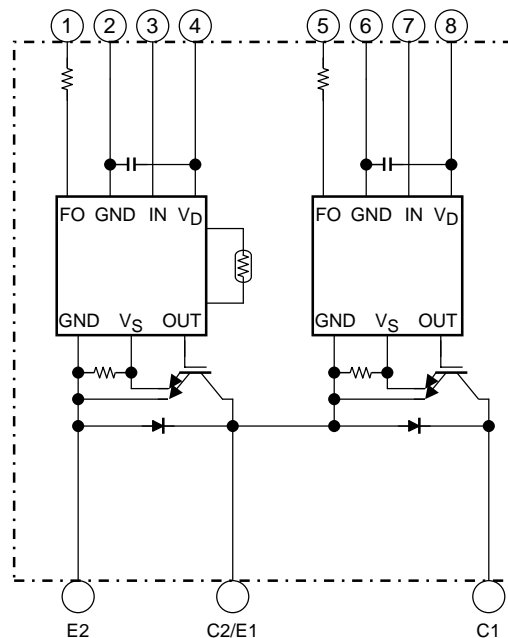 1 2 3 4 5 6 7 8
FO GND IN VD FO GND IN VD
GND VS OUT GND VS OUT
E2 C2/E1 C1